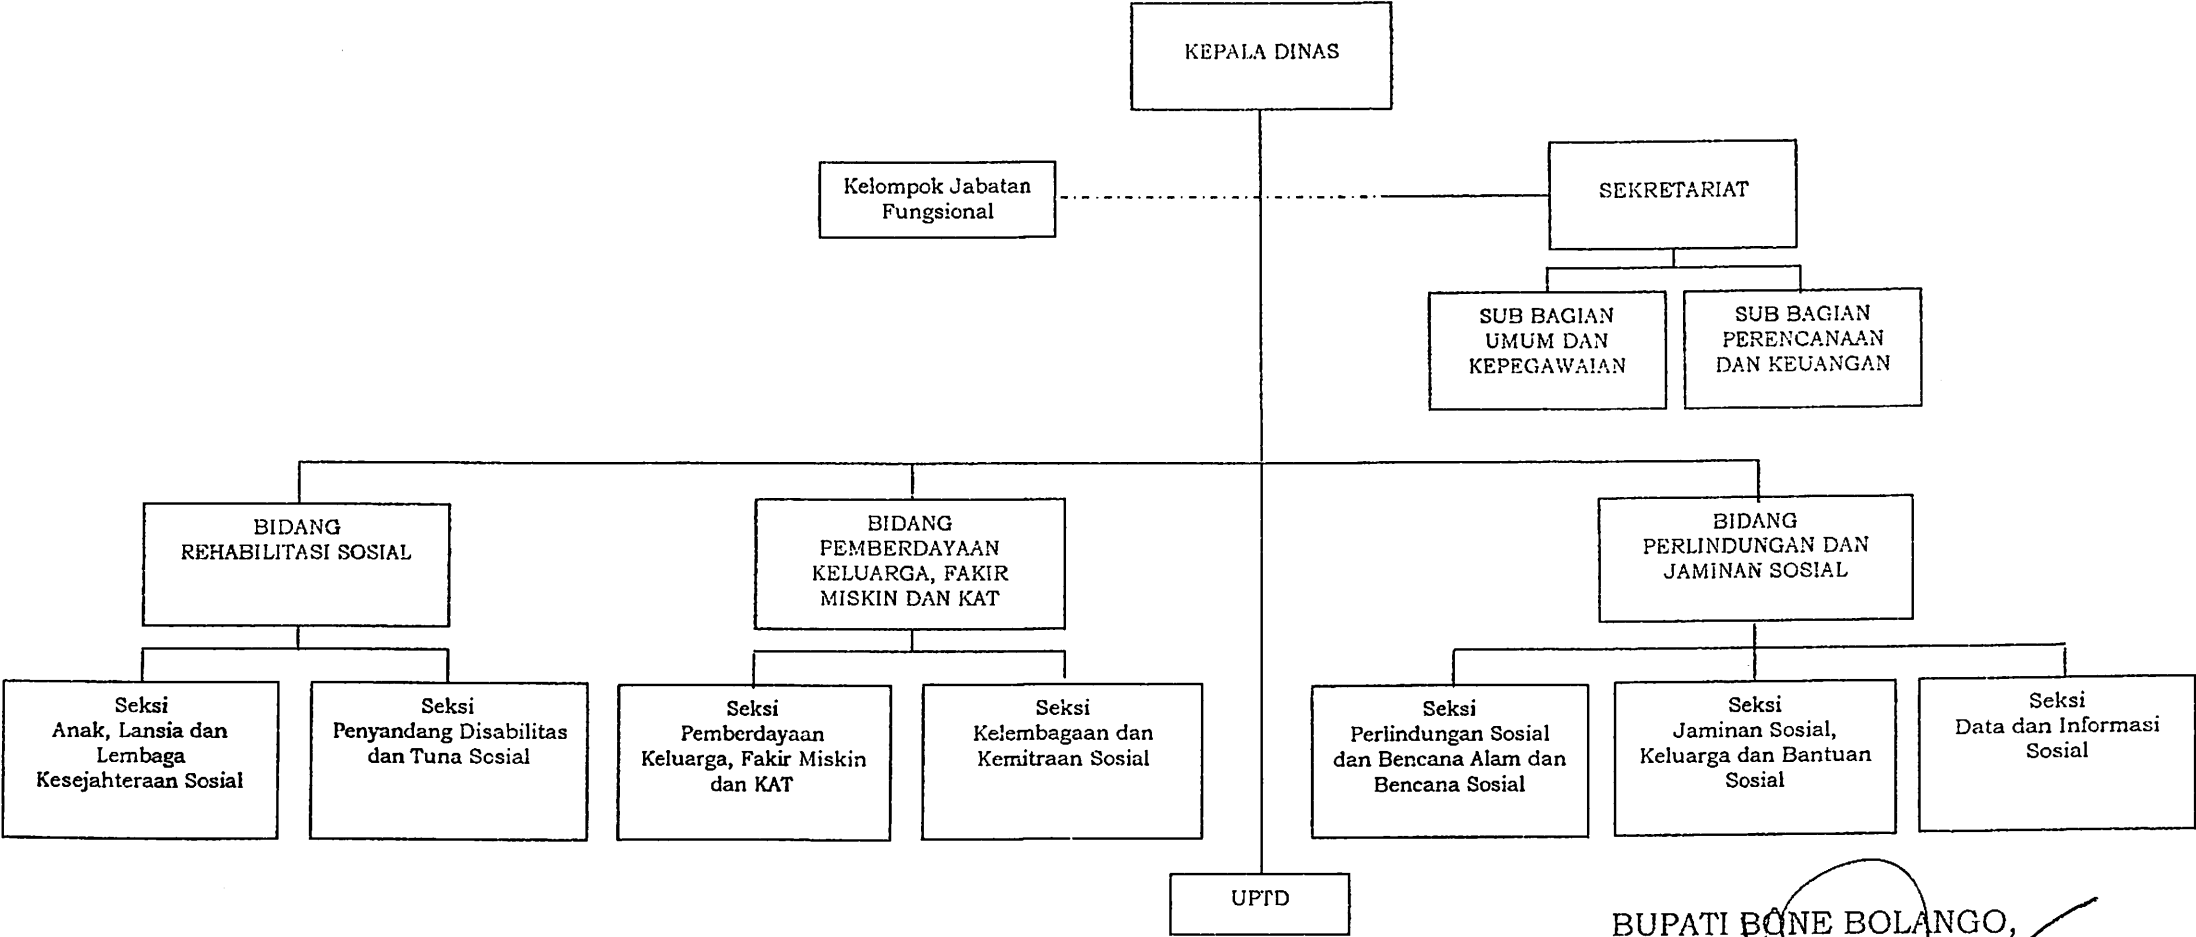 KEPALA DINAS
Kelompok Jabatan
Fungsional
SEKRETARIAT
SUB BAGIAN
UMUM DAN
KEPEGAWAIAN
SUB BAGIAN
PERENCANAAN
DAN KEUANGAN
BIDANG
REHABILITASI SOSIAL
BIDANG
PEMBERDAYAAN
KELUARGA, FAKIR
MISKIN DAN KAT
BIDANG
PERLINDUNGAN DAN
JAMINAN SOSIAL
Seksi
Anak, Lansia dan
Lembaga
Kesejahteraan Sosial
Seksi
Penyandang Disabilitas
dan Tuna Sosial
Seksi
Pemberdayaan
Keluarga, Fakir Miskin
dan KAT
Seksi
Kelembagaan dan
Kemitraan Sosial
Seksi
Perlindungan Sosial
dan Bencana Alam dan
Bencana Sosial
Seksi
Jaminan Sosial,
Keluarga dan Bantuan
Sosial
Seksi
Data dan Informasi
Sosial
UPTD
BUPATI BONE BOLANGO,